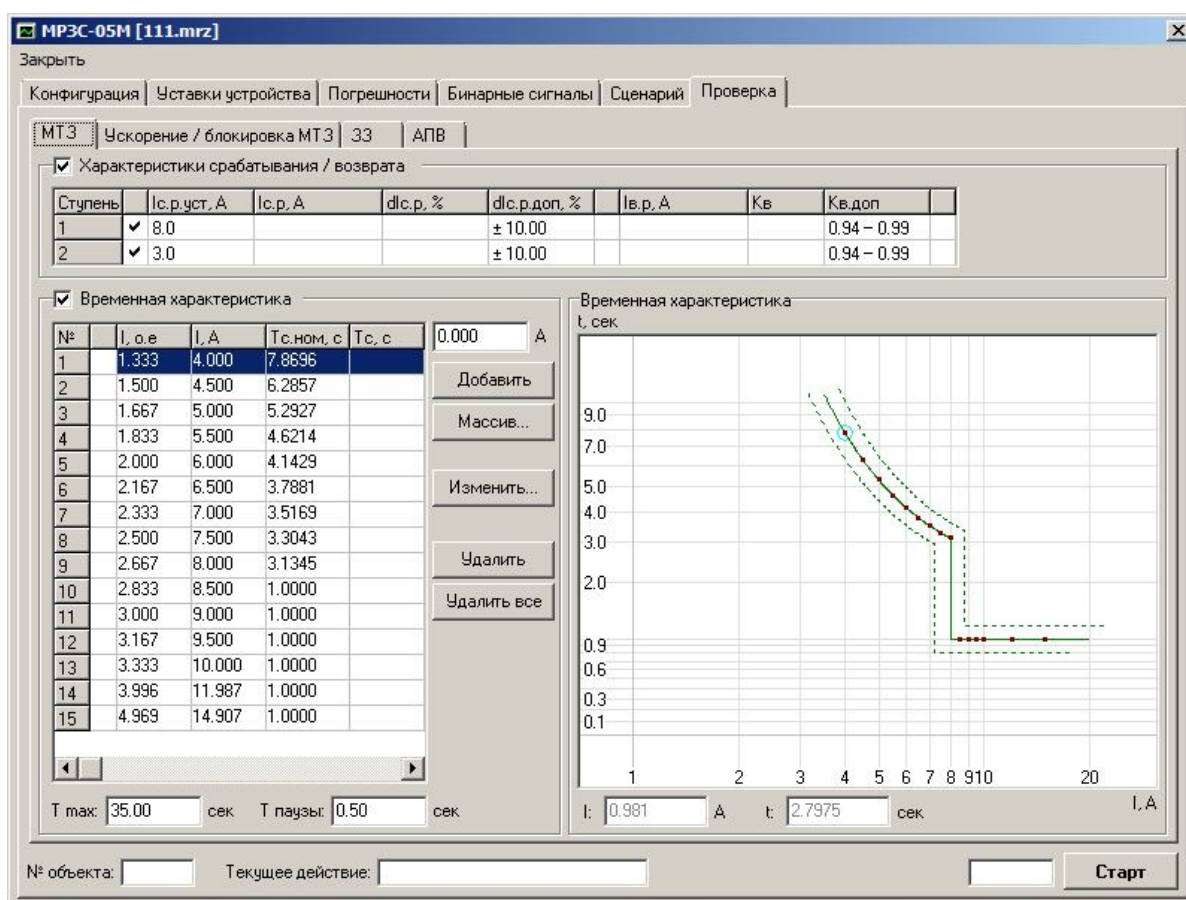 МРЗС-05М [111.mrz]
Закрыть
Конфигурация Уставки устройства Погрешности Бинарные сигналы Сценарий Проверка
МТЗ Ускорение / блокировка МТЗ ЗЗ АПВ
Характеристики срабатывания / возврата
Ступень Iс.р.уст, А Iс.р, А dIс.р, % dIс.р.доп, % Iв.р, А Кв Кв.доп
1 8.0 ± 10.00 0.94 – 0.99
2 3.0 ± 10.00 0.94 – 0.99
Временная характеристика
№ I, о.е I, А Тс.ном, с Тс, с
1 1.333 4.000 7.8696
2 1.500 4.500 6.2857
3 1.667 5.000 5.2927
4 1.833 5.500 4.6214
5 2.000 6.000 4.1429
6 2.167 6.500 3.7881
7 2.333 7.000 3.5169
8 2.500 7.500 3.3043
9 2.667 8.000 3.1345
10 2.833 8.500 1.0000
11 3.000 9.000 1.0000
12 3.167 9.500 1.0000
13 3.333 10.000 1.0000
14 3.996 11.987 1.0000
15 4.969 14.907 1.0000
0.000 А
Добавить
Массив...
Изменить...
Удалить
Удалить все
T max: 35.00 сек Т паузы: 0.50 сек
Временная характеристика
t, сек
9.0
7.0
5.0
4.0
3.0
2.0
0.9
0.6
0.3
0.1
1 2 3 4 5 6 7 8 9 10 20
I, А
I: 0.981 А t: 2.7975 сек
№ объекта: Текущее действие: Старт